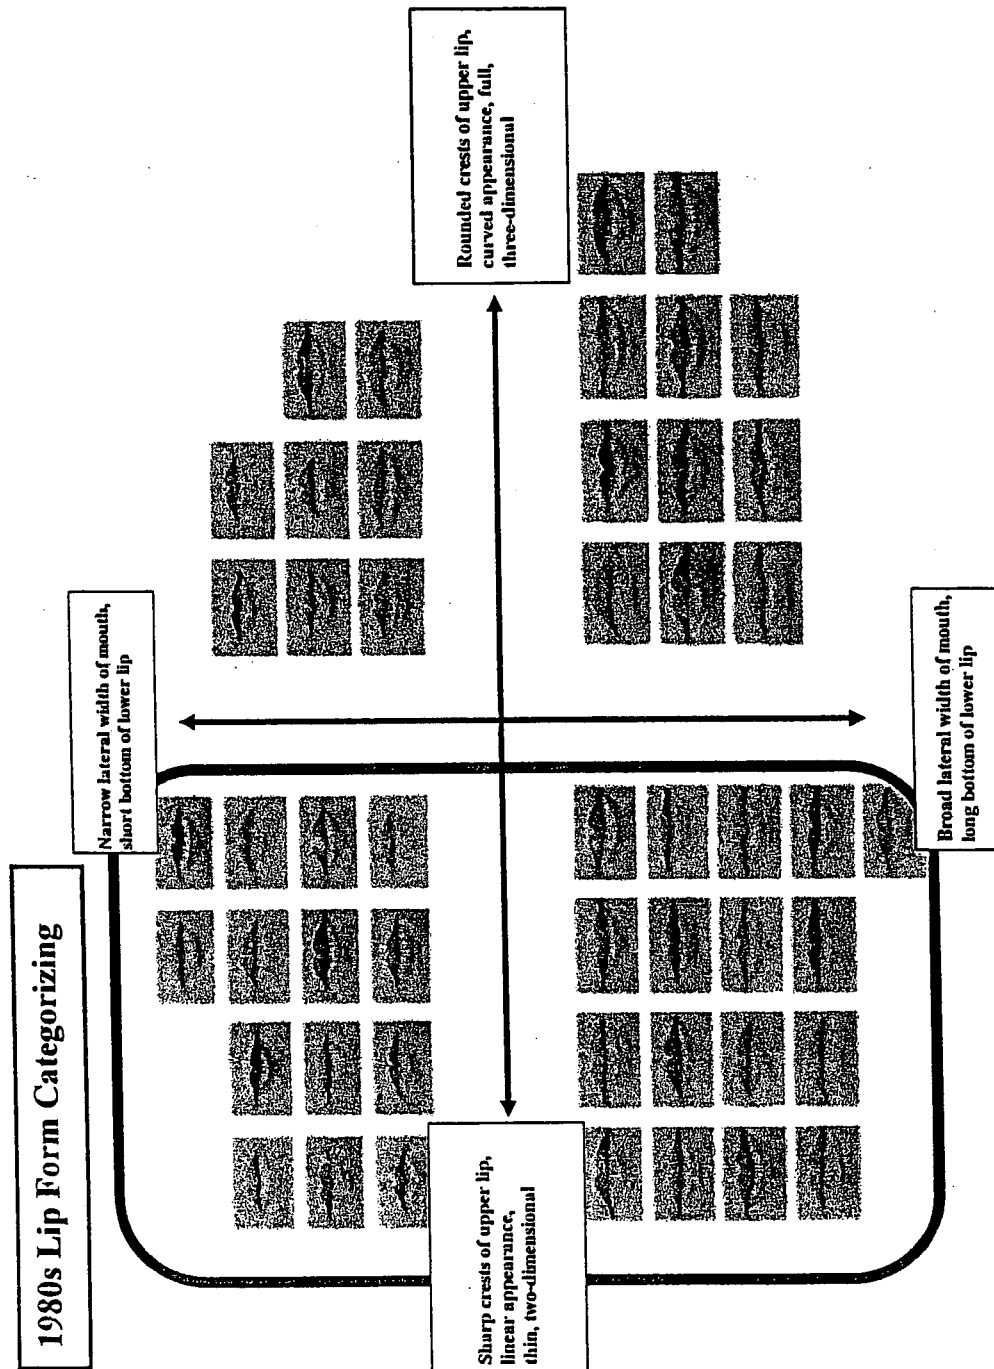 1980s Lip Form Categorizing
Narrow lateral width of mouth,
short bottom of lower lip
Sharp crests of upper lip,
linear appearance,
thin, two-dimensional
Rounded crests of upper lip,
curved appearance, full,
three-dimensional
Broad lateral width of mouth,
long bottom of lower lip